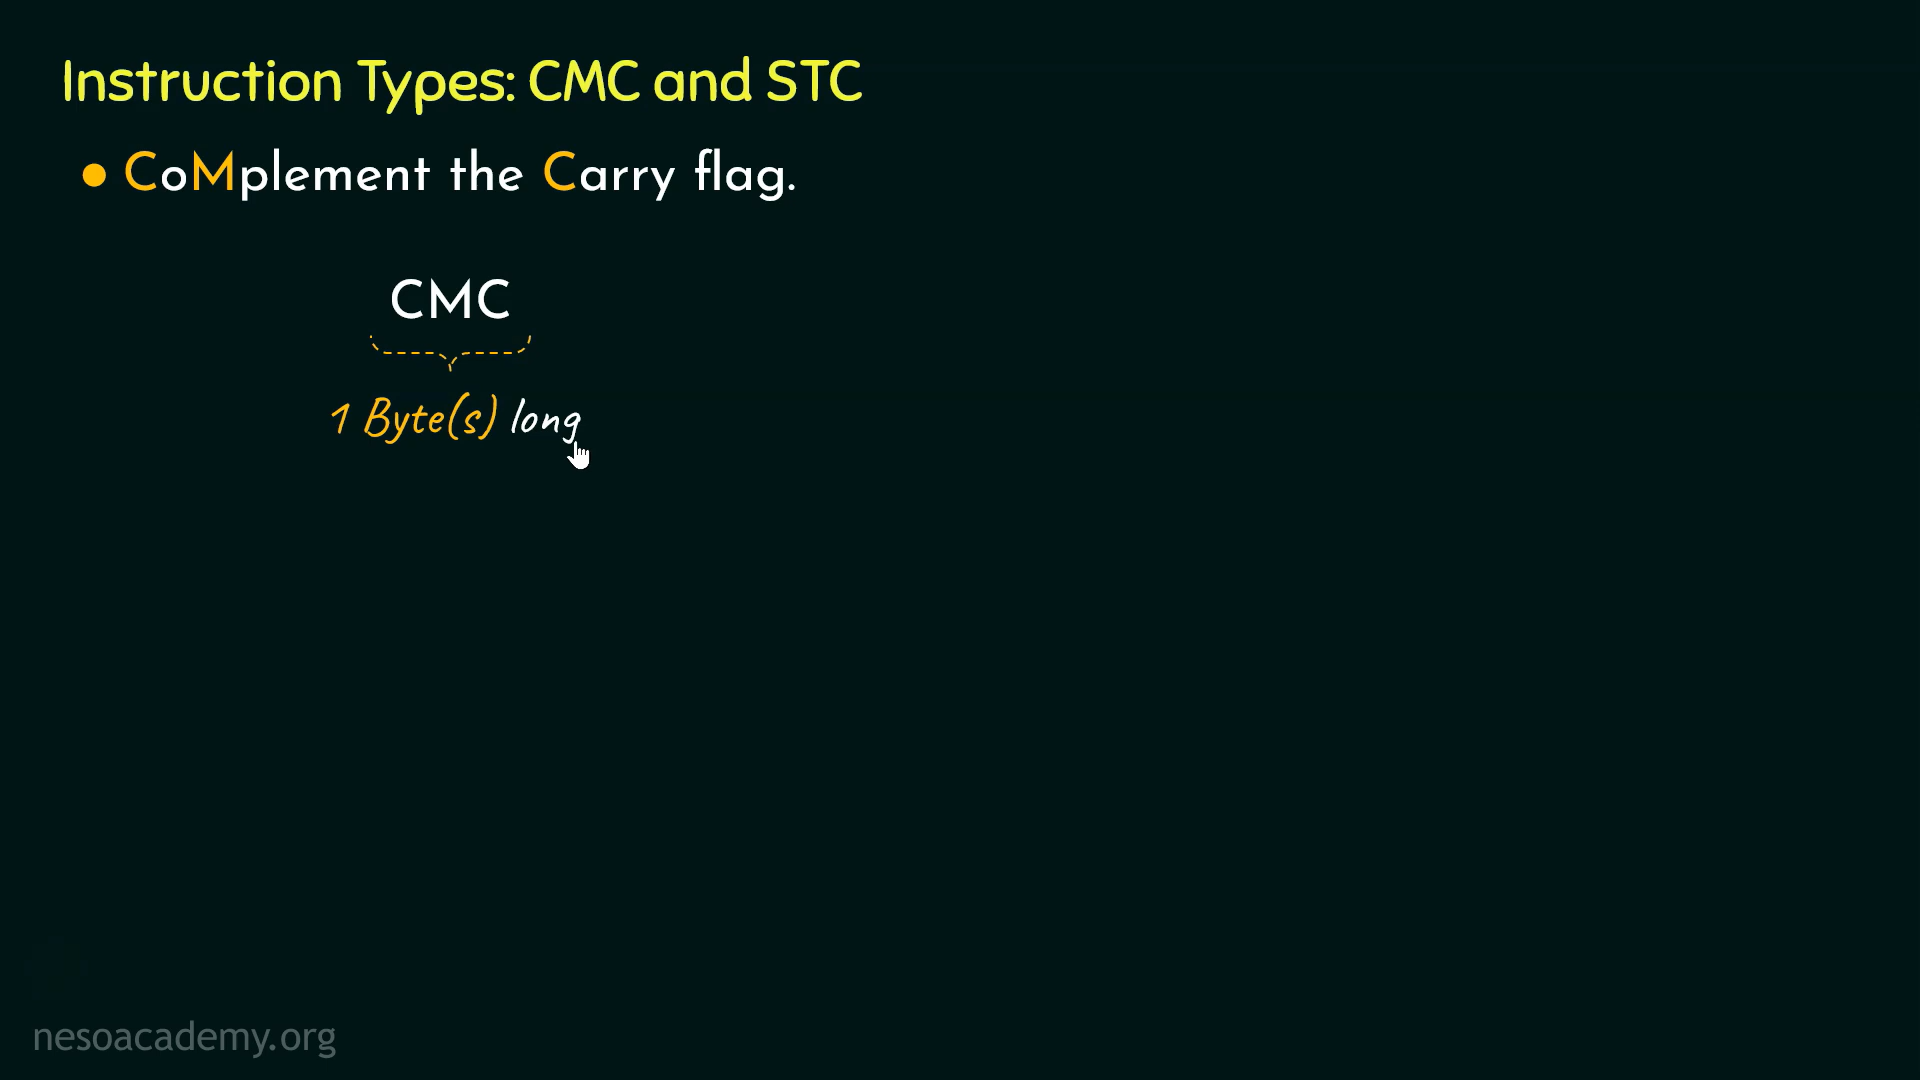 Instruction Types: CMC and STC
● CoMplement the Carry flag.
CMC
1 Byte(s) long
nesoacademy.org